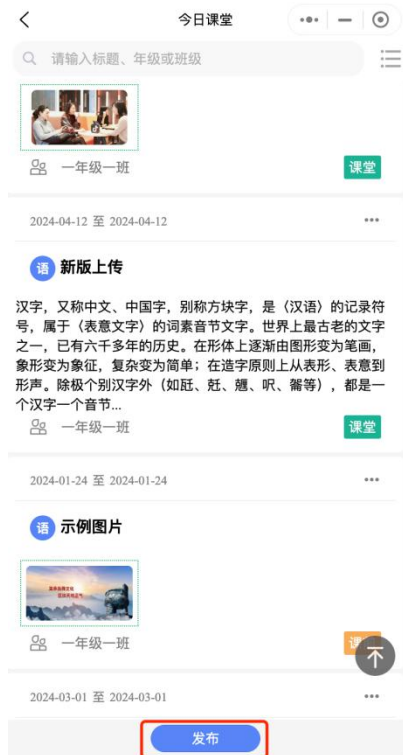 今日课堂
请输入标题、年级或班级
一年级一班
课堂
2024-04-12 至 2024-04-12
语 新版上传
汉字，又称中文、中国字，别称方块字，是（汉语）的记录符
号，属于（表意文字）的词素音节文字。世界上最古老的文字
之一，已有六千多年的历史。在形体上逐渐由图形变为笔画，
象形变为象征，复杂变为简单；在造字原则上从表形、表意到
形声。除极个别汉字外（如瓩、兛、兣、呎、嗧等），都是一
个汉字一个音节...
一年级一班
课堂
2024-01-24 至 2024-01-24
语 示例图片
一年级一班
2024-03-01 至 2024-03-01
发布